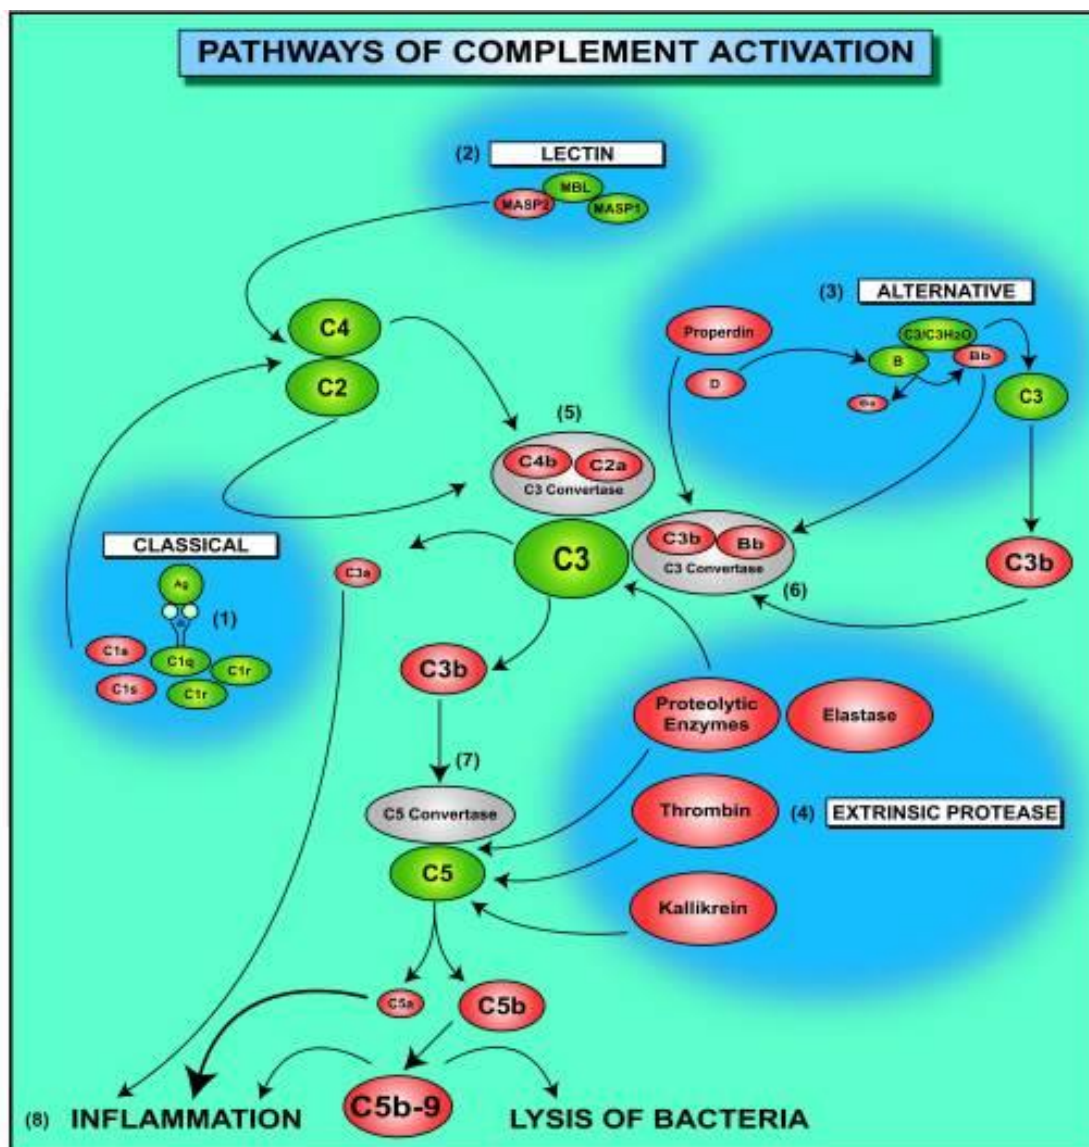 PATHWAYS OF COMPLEMENT ACTIVATION
(2) LECTIN
MBL
MASP2
MASP1
(3) ALTERNATIVE
C3/C3H2O
Properdin
B
Bb
D
C3
C4
C2
(5)
C4b
C2a
C3 Convertase
C3
C3b
Bb
C3 Convertase
(6)
C3b
CLASSICAL
Ag
(1)
C1s
C1q
C1r
C1s
C1r
C3a
C3b
Proteolytic
Enzymes
Elastase
(7)
C5 Convertase
Thrombin
(4) EXTRINSIC PROTEASE
C5
Kallikrein
C5a
C5b
C5b-9
(8) INFLAMMATION
LYSIS OF BACTERIA